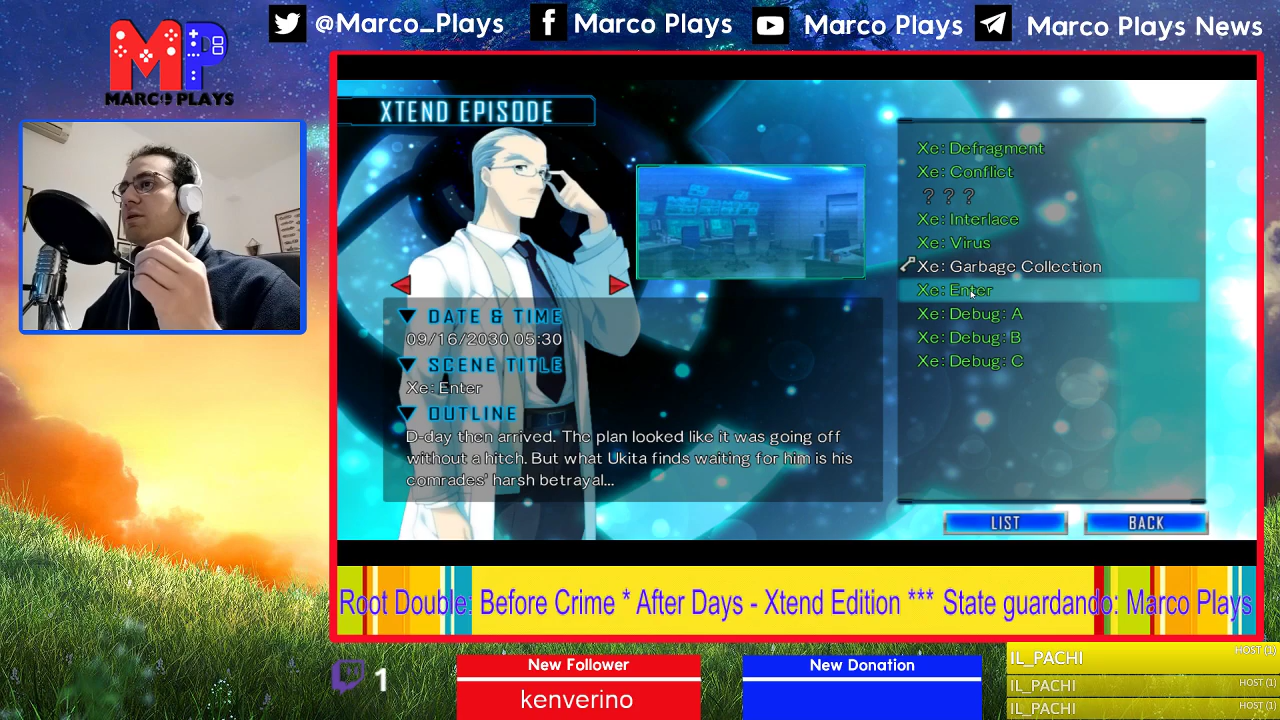 @Marco_Plays
Marco Plays
Marco Plays
Marco Plays News
MP
MARCO PLAYS
XTEND EPISODE
Xe: Defragment
Xe: Conflict
? ? ?
Xe: Interlace
Xe: Virus
Xe: Garbage Collection
Xe: Enter
Xe: Debug: A
Xe: Debug: B
Xe: Debug: C
DATE & TIME
09/16/2030 05:30
SCENE TITLE
Xe: Enter
OUTLINE
D-day then arrived. The plan looked like it was going off
without a hitch. But what Ukita finds waiting for him is his
comrades' harsh betrayal...
LIST
BACK
Root Double: Before Crime * After Days - Xtend Edition *** State guardando: Marco Plays
1
New Follower
kenverino
New Donation
IL_PACHI
HOST (1)
IL_PACHI
HOST (1)
IL_PACHI
HOST (1)